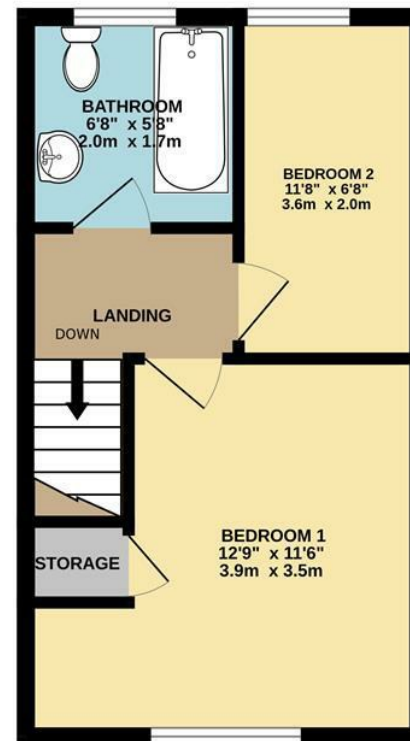 BATHROOM
6'8" x 5'8"
2.0m x 1.7m
BEDROOM 2
11'8" x 6'8"
3.6m x 2.0m
LANDING
DOWN
BEDROOM 1
12'9" x 11'6"
3.9m x 3.5m
STORAGE